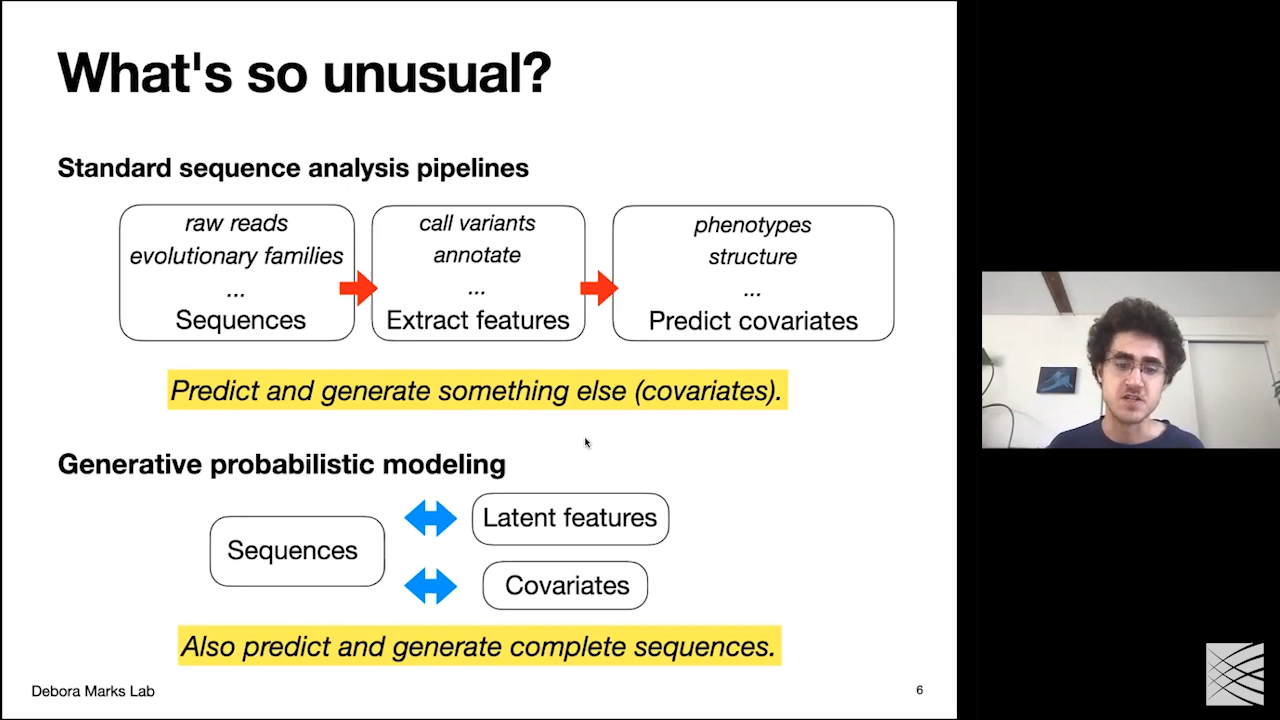 What's so unusual?
Standard sequence analysis pipelines
raw reads
evolutionary families
...
Sequences
call variants
annotate
...
Extract features
phenotypes
structure
...
Predict covariates
Predict and generate something else (covariates).
Generative probabilistic modeling
Sequences
Latent features
Covariates
Also predict and generate complete sequences.
Debora Marks Lab
6